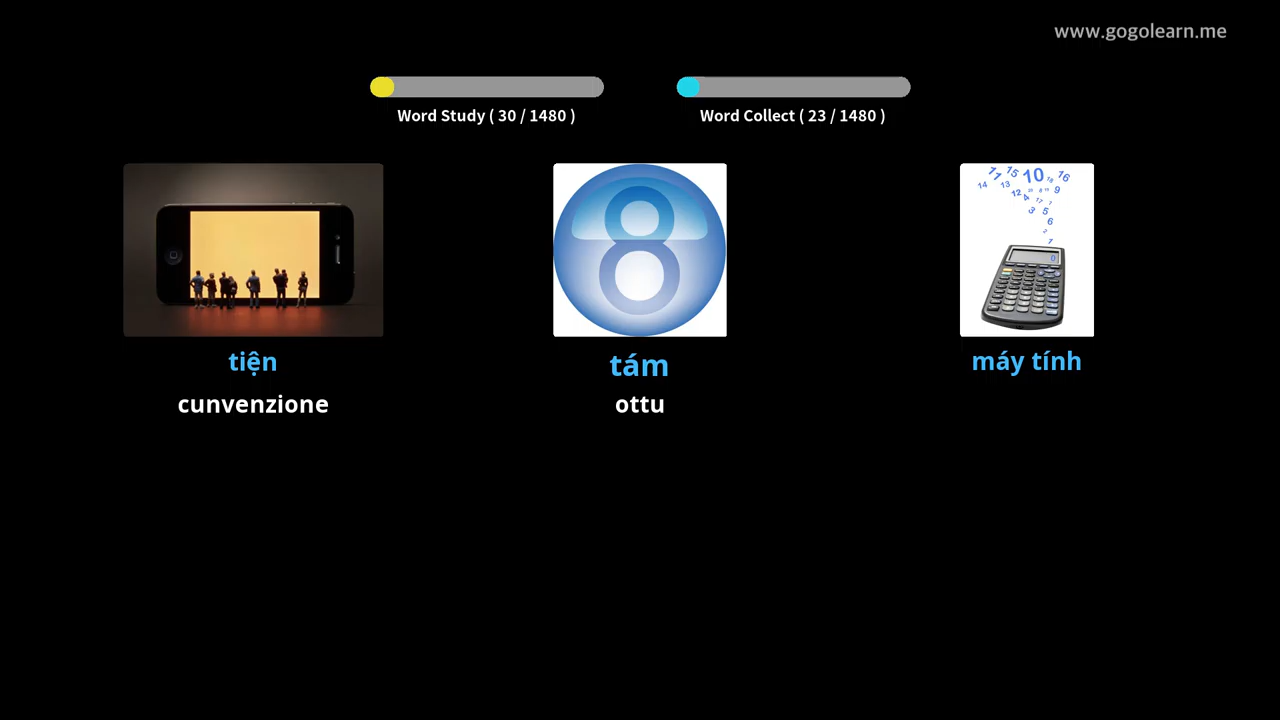 www.gogolearn.me
Word Study ( 30 / 1480 )
Word Collect ( 23 / 1480 )
tiện
cunvenzione
tám
ottu
máy tính